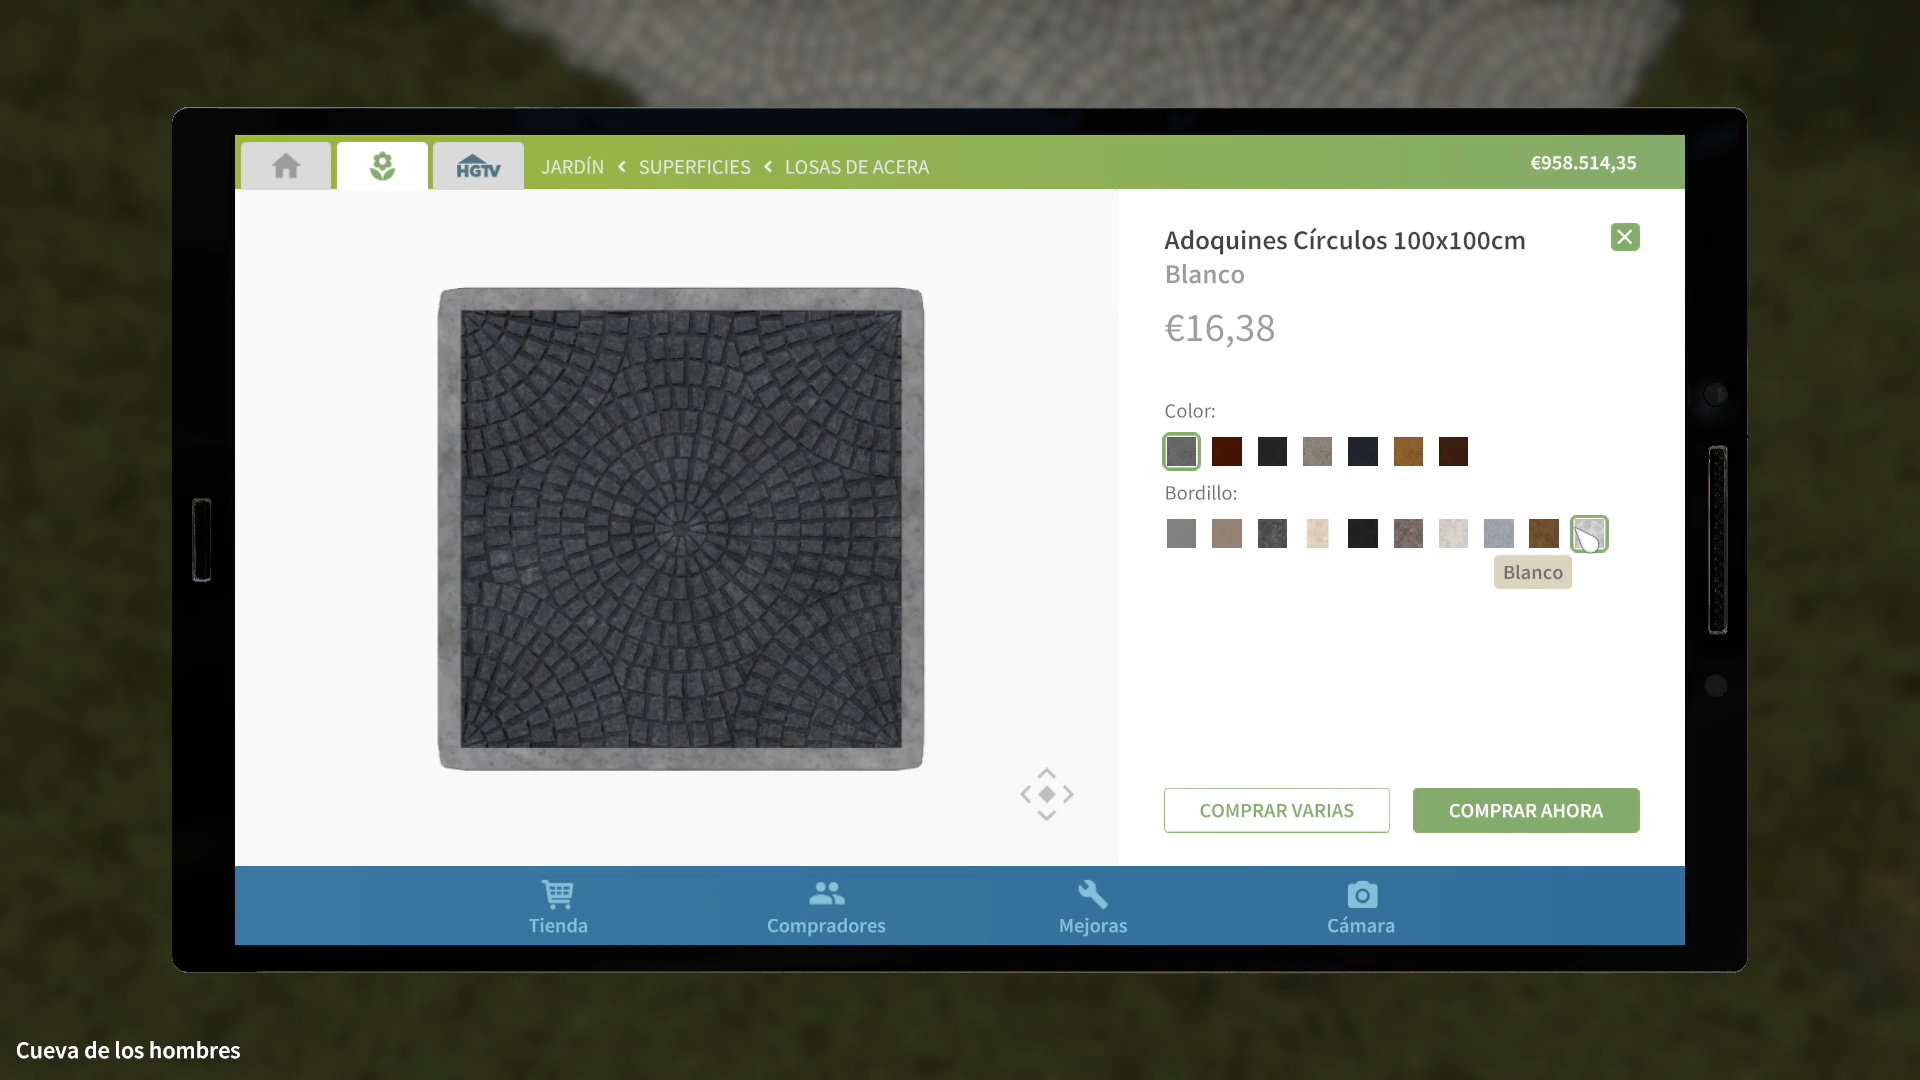 HGTV
JARDÍN < SUPERFICIES < LOSAS DE ACERA
€958.514,35
Adoquines Círculos 100x100cm
Blanco
€16,38
Color:
Bordillo:
Blanco
COMPRAR VARIAS
COMPRAR AHORA
Tienda
Compradores
Mejoras
Cámara
Cueva de los hombres